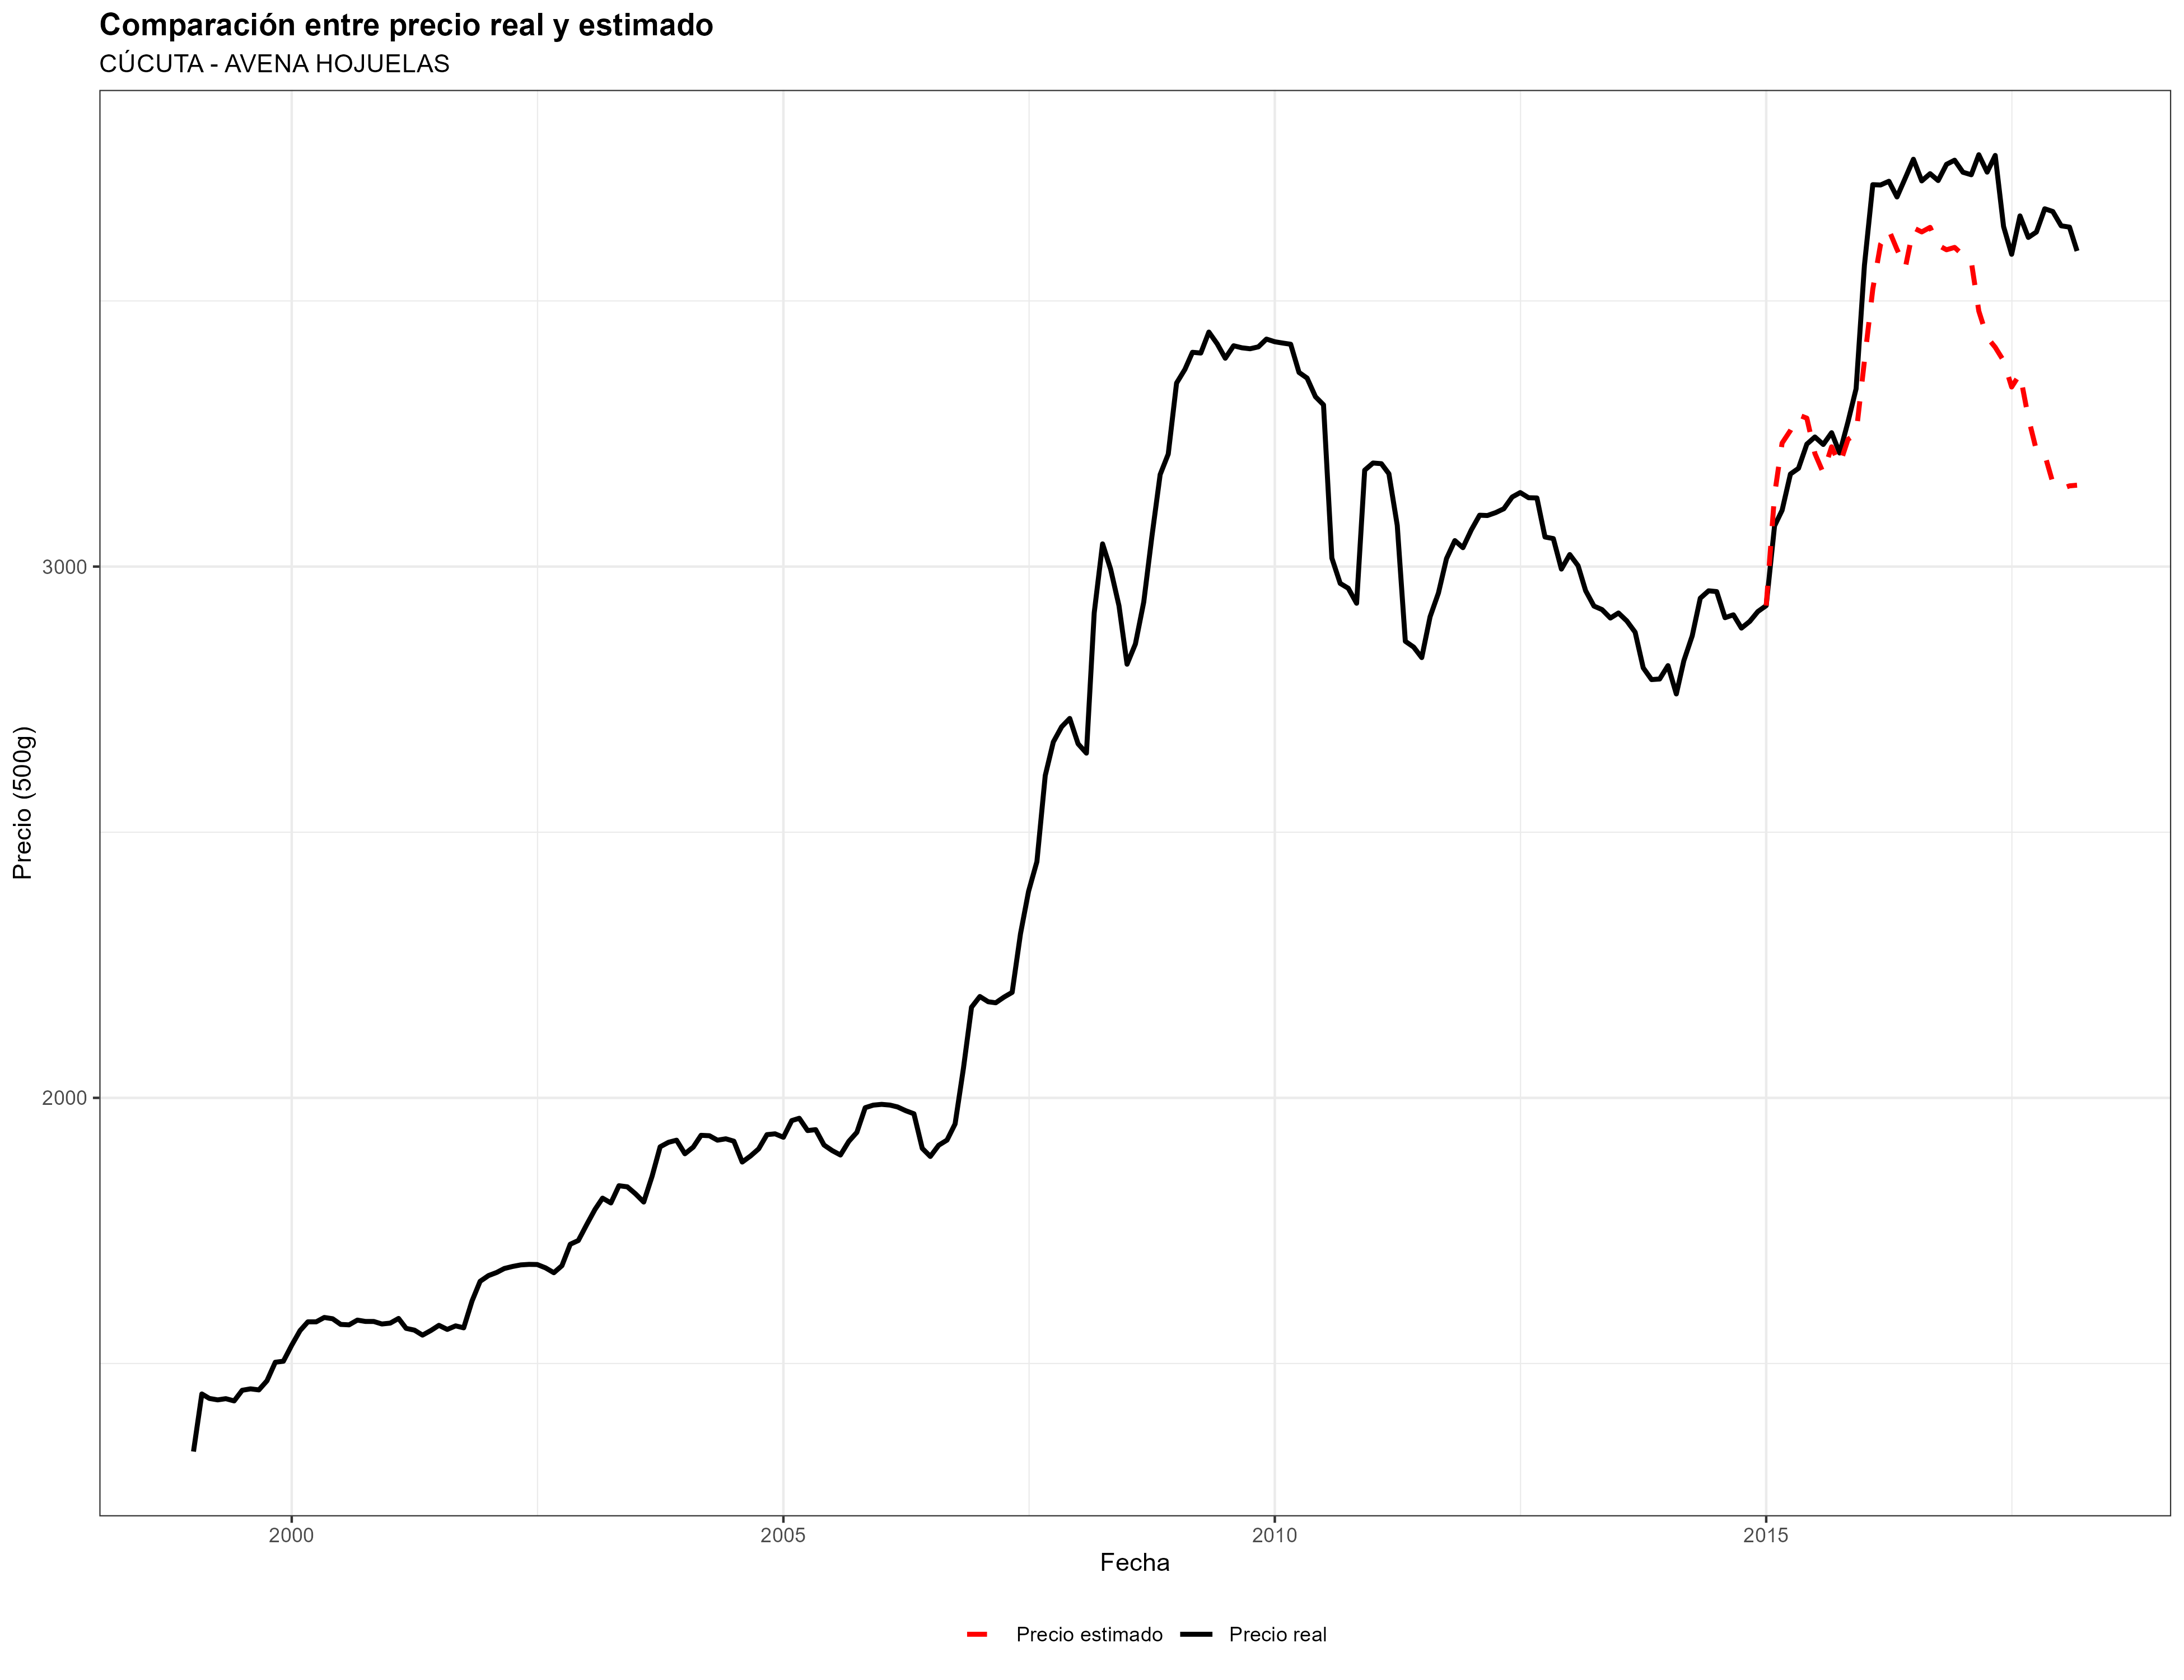 Comparación entre precio real y estimado
CÚCUTA - AVENA HOJUELAS
Precio (500g)
3000
2000
2000
2005
2010
2015
Fecha
Precio estimado
Precio real